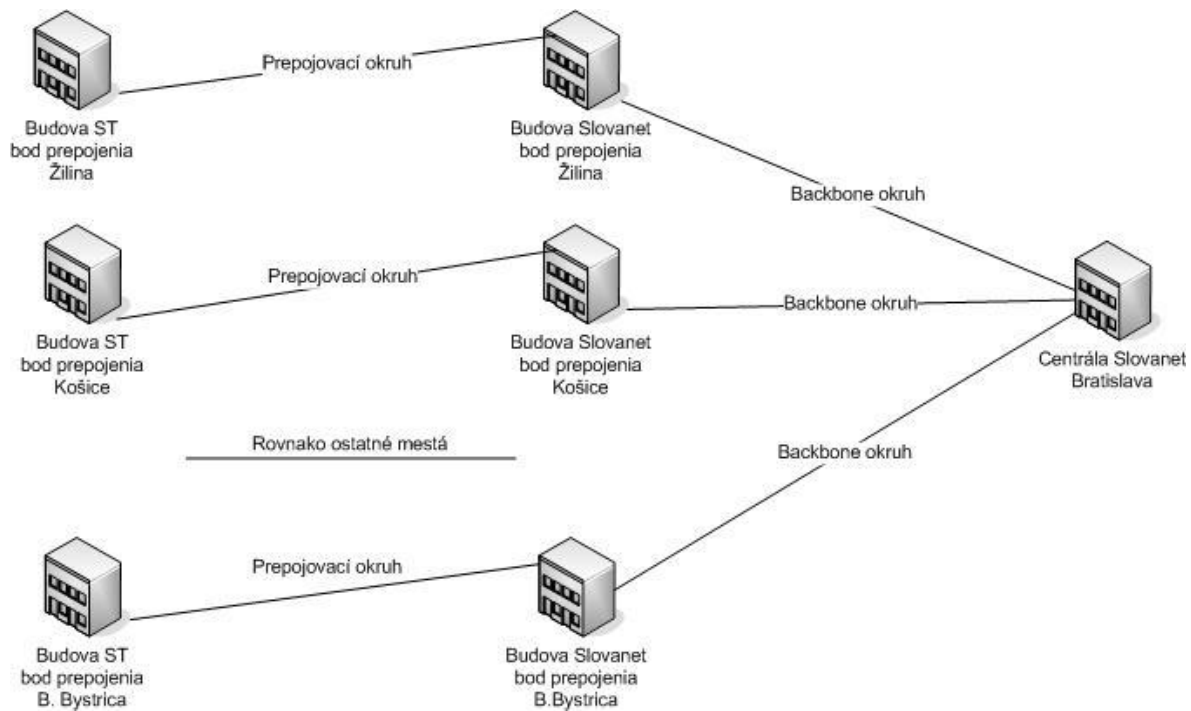 Prepojovací okruh
Budova ST
bod prepojenia
Žilina
Budova Slovanet
bod prepojenia
Žilina
Backbone okruh
Prepojovací okruh
Budova ST
bod prepojenia
Košice
Budova Slovanet
bod prepojenia
Košice
Backbone okruh
Centrála Slovanet
Bratislava
Rovnako ostatné mestá
Backbone okruh
Prepojovací okruh
Budova ST
bod prepojenia
B. Bystrica
Budova Slovanet
bod prepojenia
B.Bystrica